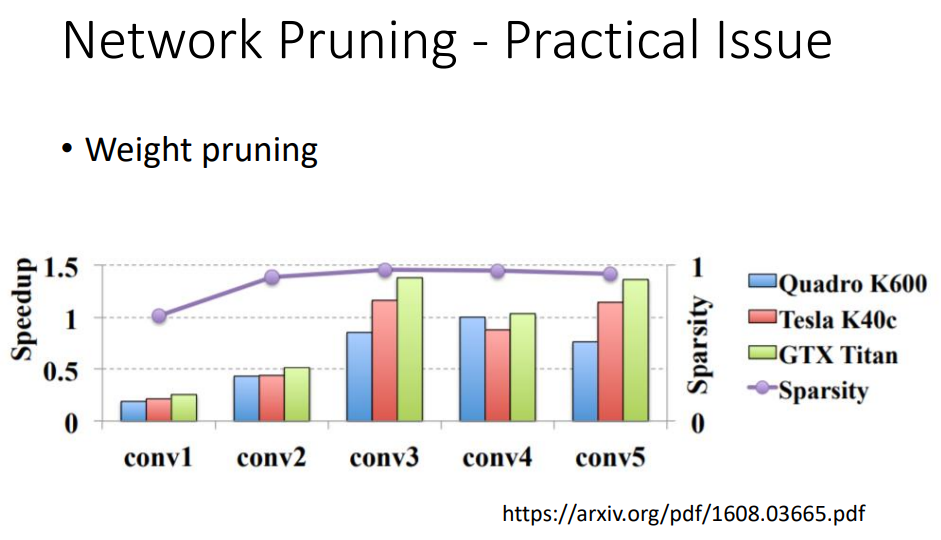 Network Pruning - Practical Issue
• Weight pruning
Speedup
1.5
1
0.5
0
conv1 conv2 conv3 conv4 conv5
1
0
Sparsity
Quadro K600
Tesla K40c
GTX Titan
Sparsity
https://arxiv.org/pdf/1608.03665.pdf